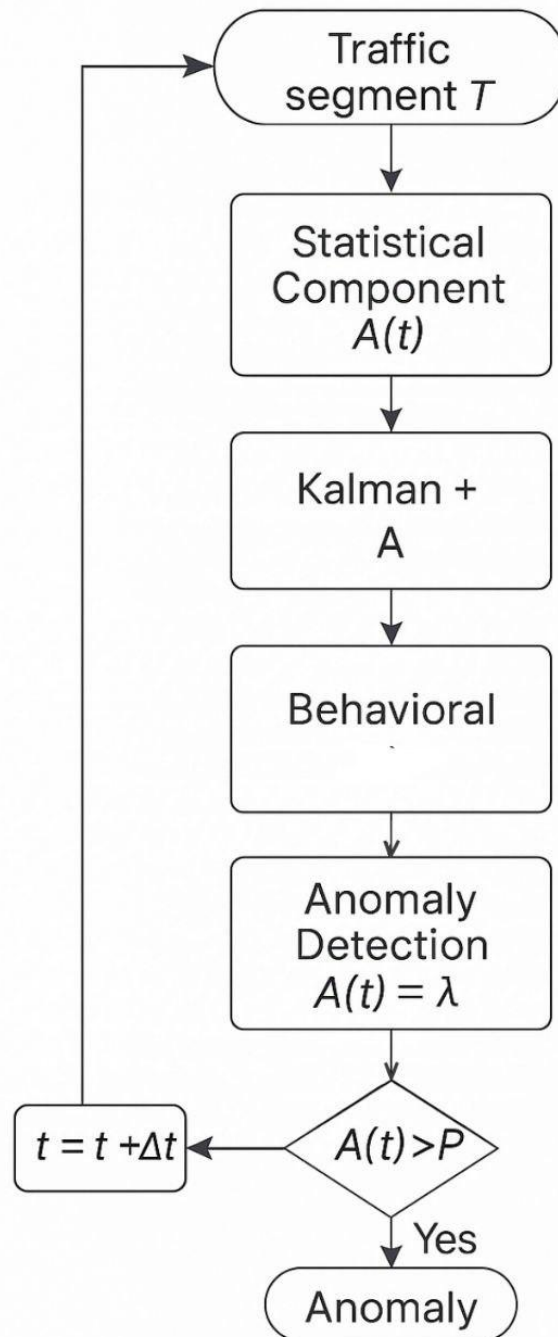 Traffic
segment T
Statistical
Component
A(t)
Kalman +
A
Behavioral
Anomaly
Detection
A(t) = λ
t = t +Δt
A(t)>P
Yes
Anomaly